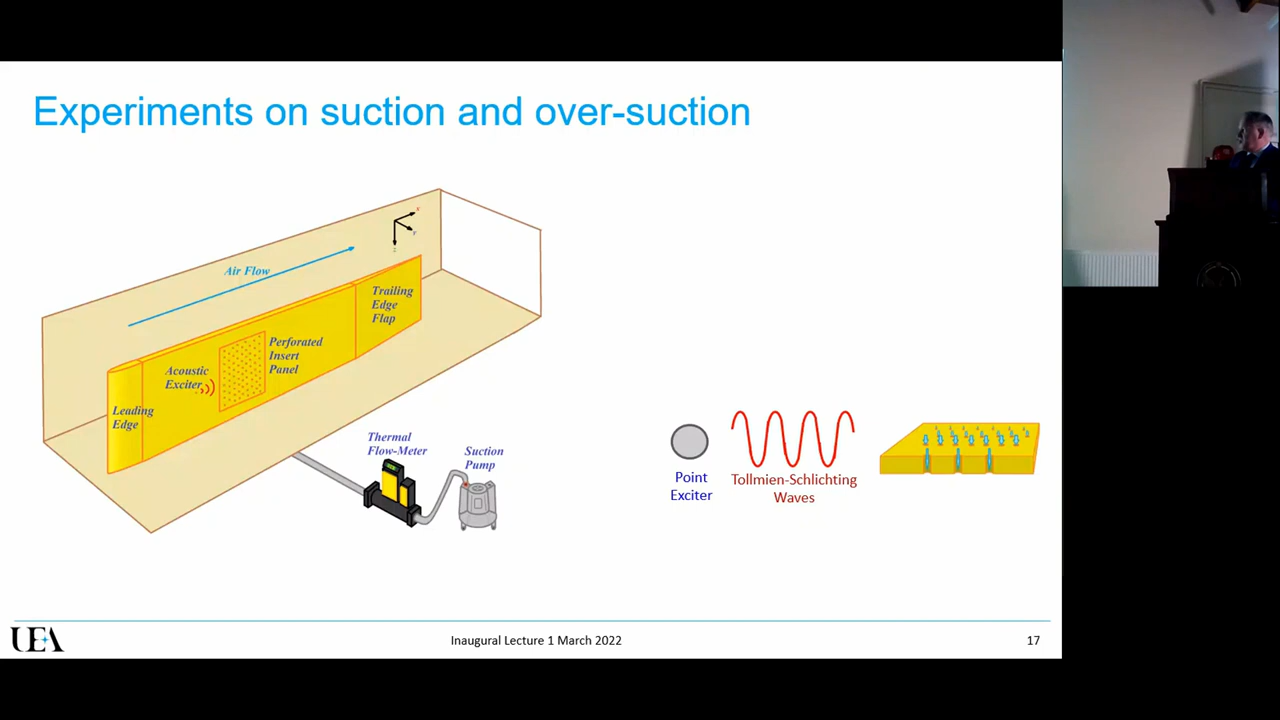 Experiments on suction and over-suction
Air Flow
Trailing
Edge
Flap
Perforated
Insert
Panel
Acoustic
Exciter
Leading
Edge
Thermal
Flow-Meter
Suction
Pump
Point
Exciter
Tollmien-Schlichting
Waves
UEA
Inaugural Lecture 1 March 2022
17